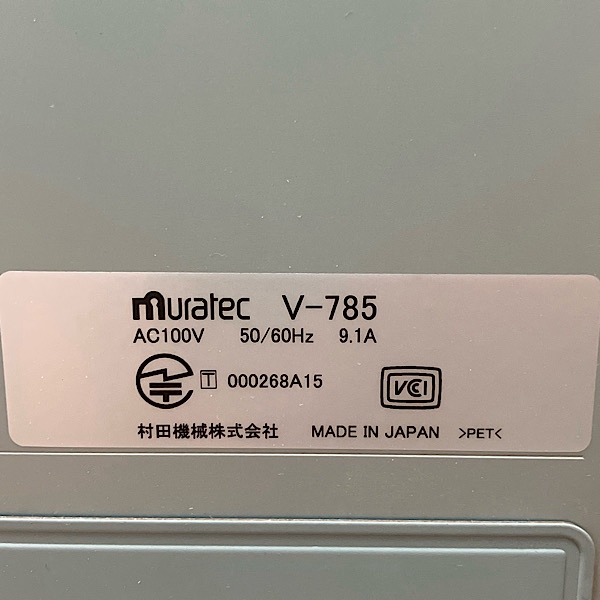 muratec V-785
AC100V 50/60Hz 9.1A
T 000268A15 VCCI
村田機械株式会社 MADE IN JAPAN >PET<